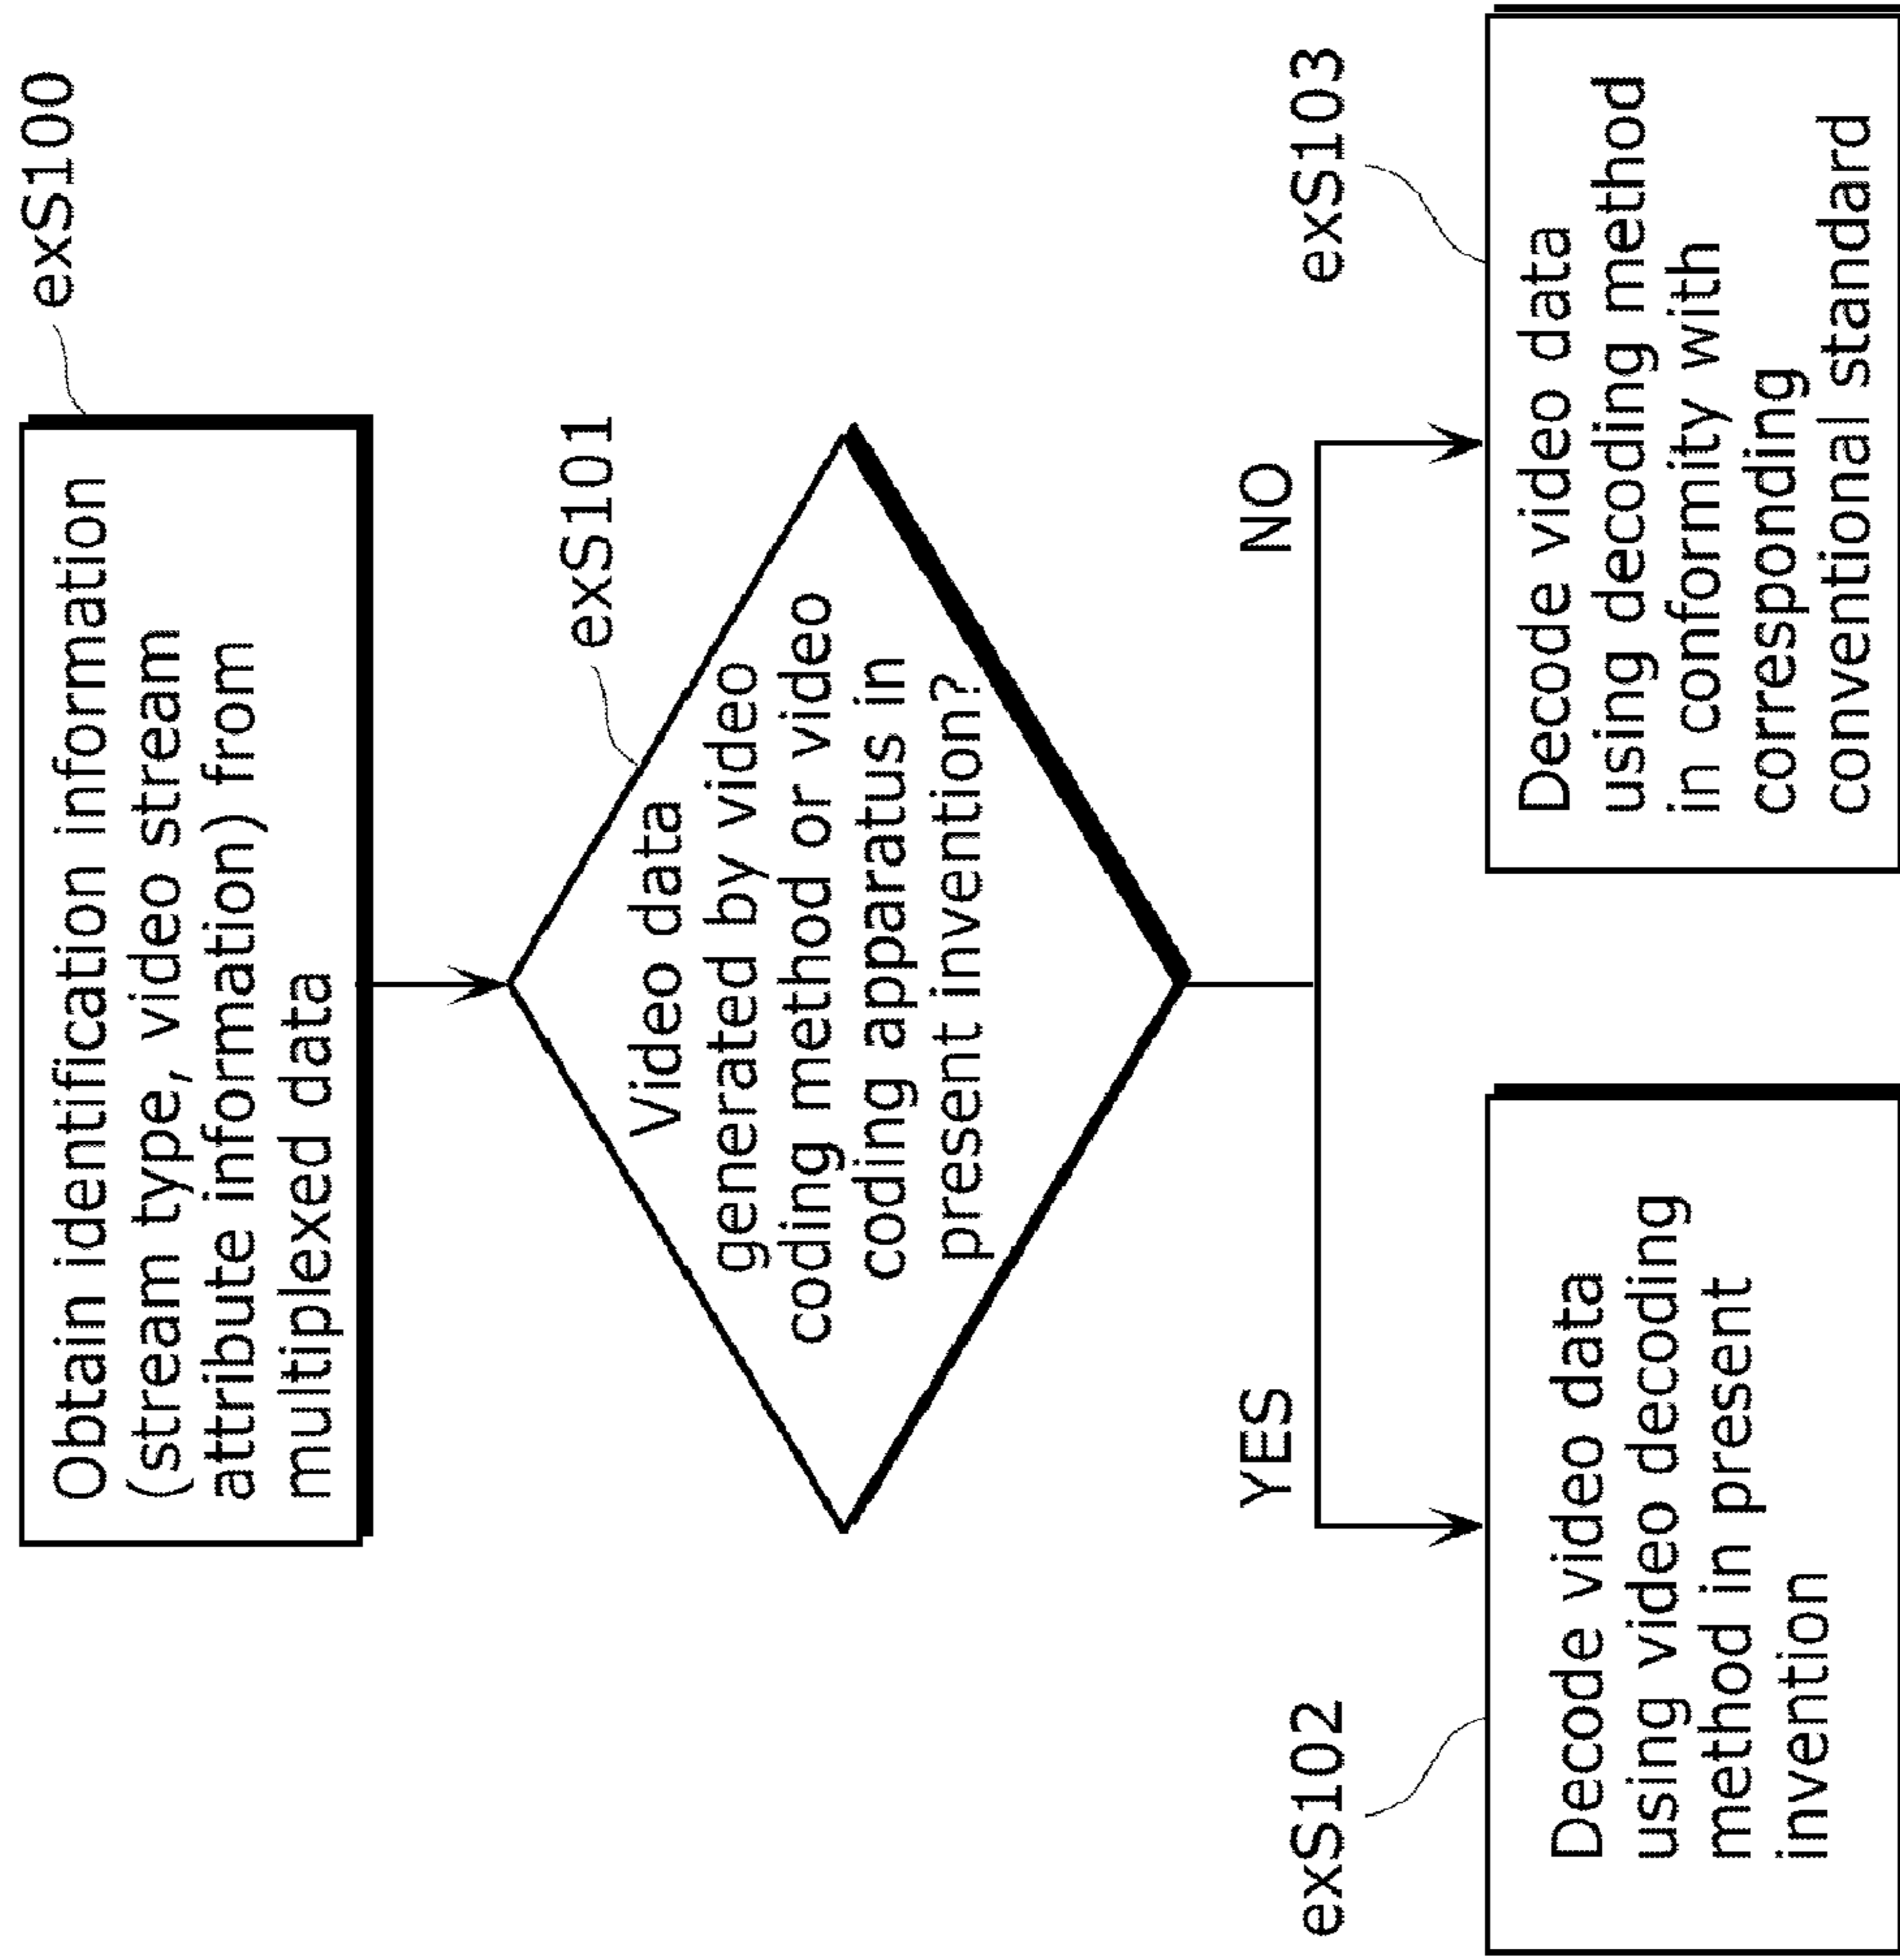 exS100
Obtain identification information
(stream type, video stream
attribute information) from
multiplexed data
exS101
Video data
generated by video
coding method or video
coding apparatus in
present invention?
YES
NO
exS102
Decode video data
using video decoding
method in present
invention
exS103
Decode video data
using decoding method
in conformity with
corresponding
conventional standard